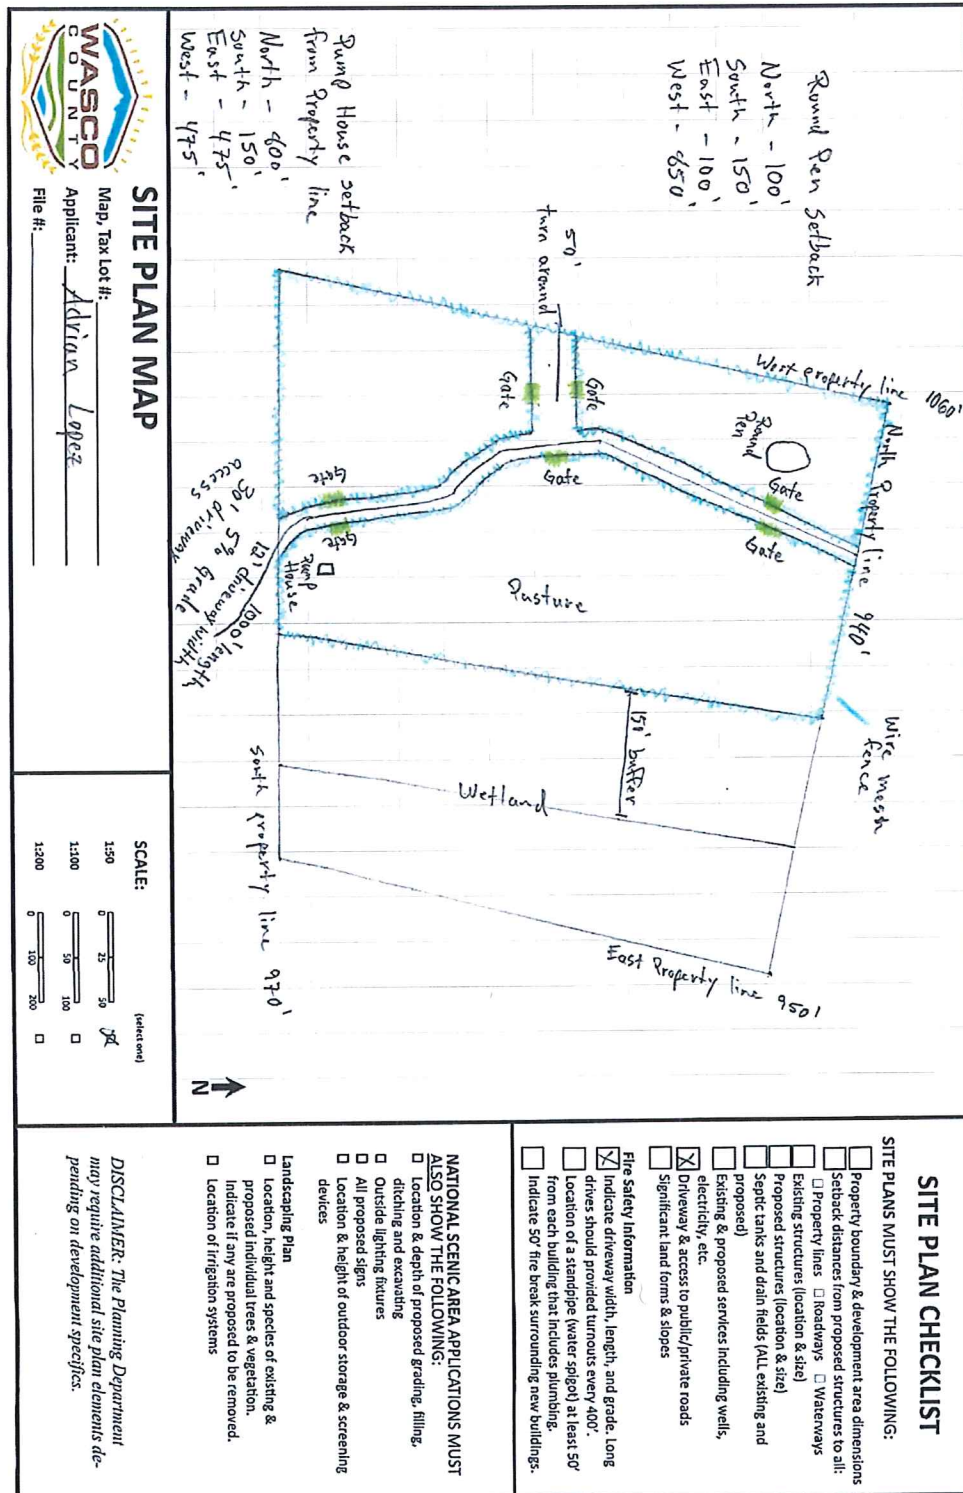 Round Pen Setback
North - 100'
South - 150'
East - 100'
West - 850'
50'
turn around
Pump House setback
from Property line
North - 800'
South - 150'
East - 475'
West - 475'
West property line 1060'
North Property line 940'
Round
Pen
Gate
Gate
Gate
Gate
Gate
Gate
Gate
Pump
House
Pasture
Wire mesh
fence
150' buffer
Wetland
12' driveway width
1000' length
5% Grade
30' driveway
access
South property line 970'
East Property line 950'
N
WASCO
COUNTY
SITE PLAN MAP
Map, Tax Lot #:
Applicant: Adrian Lopez
File #:
SCALE:
(select one)
1:50
0 25 50
1:100
0 50 100
1:200
0 100 200
SITE PLAN CHECKLIST
SITE PLANS MUST SHOW THE FOLLOWING:
Property boundary & development area dimensions
Setback distances from proposed structures to all:
□ Property lines □ Roadways □ Waterways
Existing structures (location & size)
Proposed structures (location & size)
Septic tanks and drain fields (ALL existing and
proposed)
Existing & proposed services including wells,
electricity, etc.
Driveway & access to public/private roads
Significant land forms & slopes
Fire Safety Information
Indicate driveway width, length, and grade. Long
drives should provided turnouts every 400'.
Location of a standpipe (water spigot) at least 50'
from each building that includes plumbing.
Indicate 50' fire break surrounding new buildings.
NATIONAL SCENIC AREA APPLICATIONS MUST
ALSO SHOW THE FOLLOWING:
□ Location & depth of proposed grading, filling,
ditching and excavating
□ Outside lighting fixtures
□ All proposed signs
□ Location & height of outdoor storage & screening
devices
Landscaping Plan
□ Location, height and species of existing &
proposed individual trees & vegetation.
Indicate if any are proposed to be removed.
□ Location of irrigation systems
DISCLAIMER: The Planning Department
may require additional site plan elements de-
pending on development specifics.